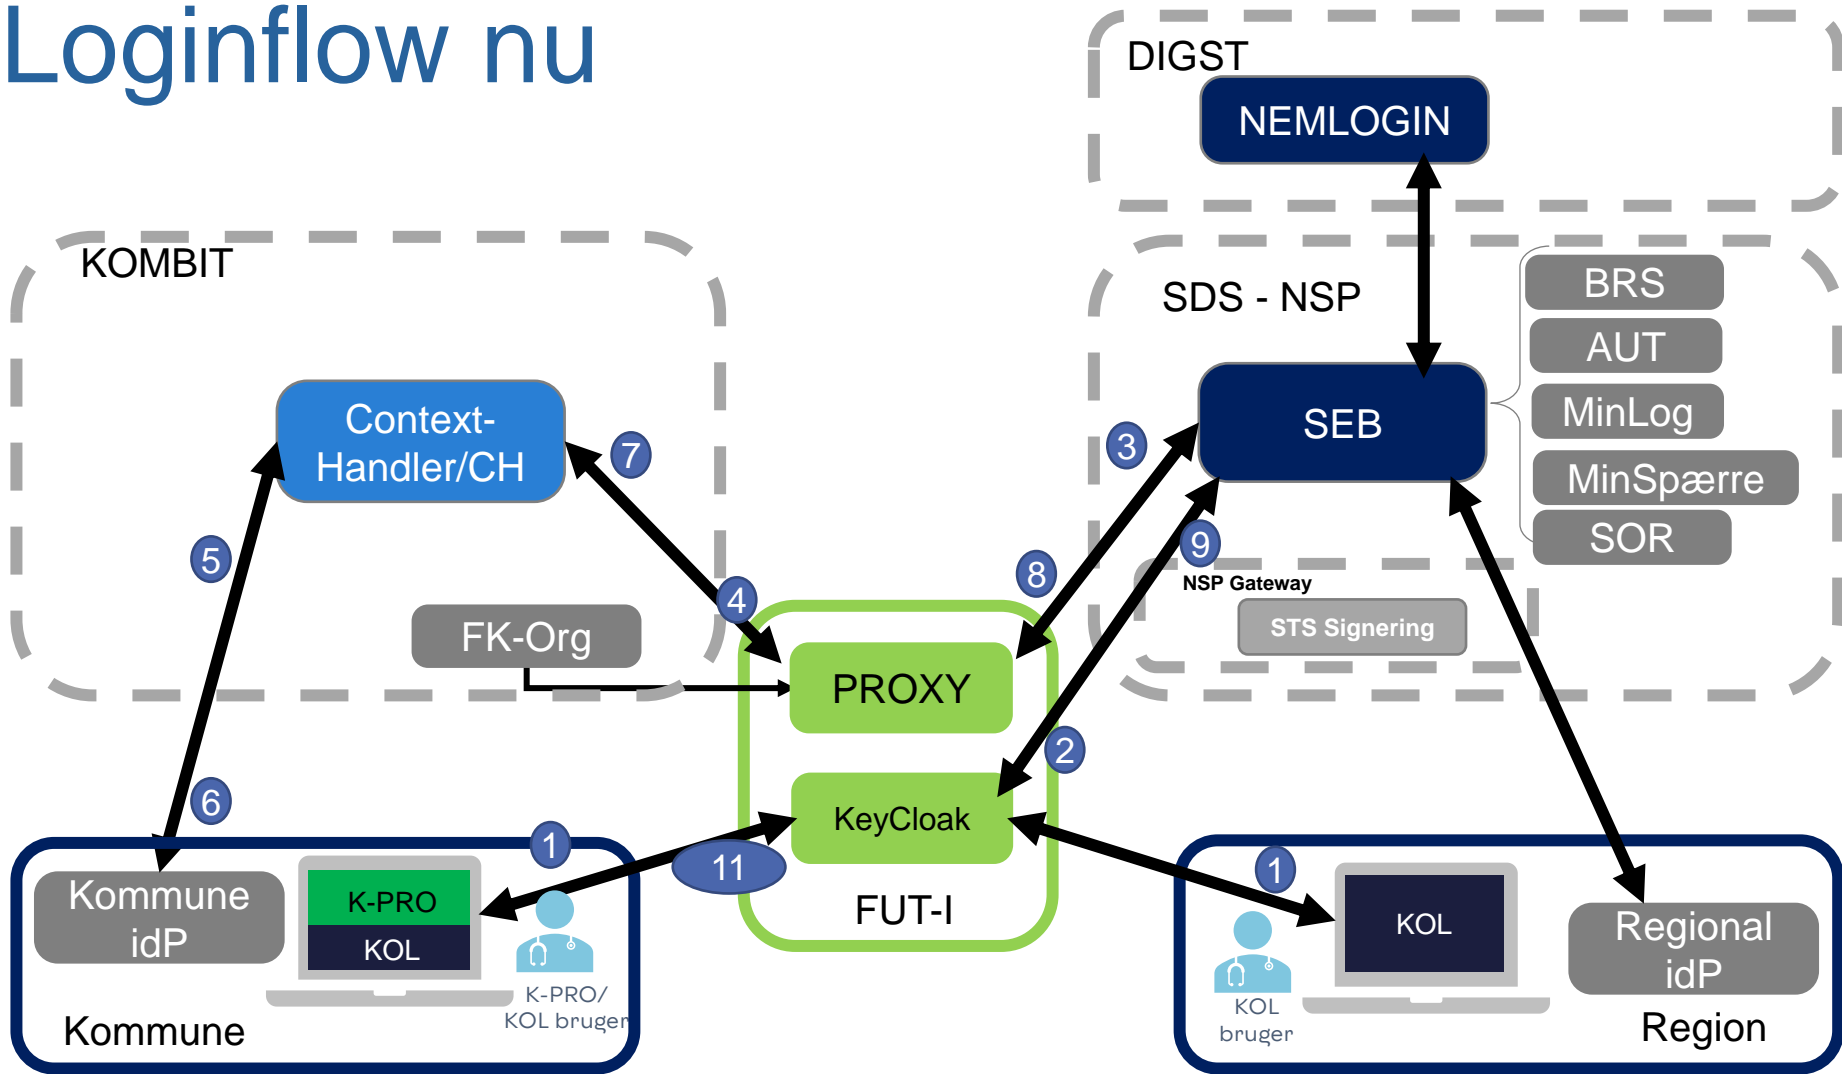 Loginflow nu
DIGST
NEMLOGIN
KOMBIT
SDS - NSP
BRS
AUT
MinLog
MinSpærre
SOR
SEB
Context-
Handler/CH
7
3
5
9
8
4
NSP Gateway
STS Signering
FK-Org
PROXY
2
6
KeyCloak
1
11
1
FUT-I
Kommune
idP
K-PRO
KOL
K-PRO/
KOL bruger
Kommune
KOL
KOL
bruger
Regional
idP
Region